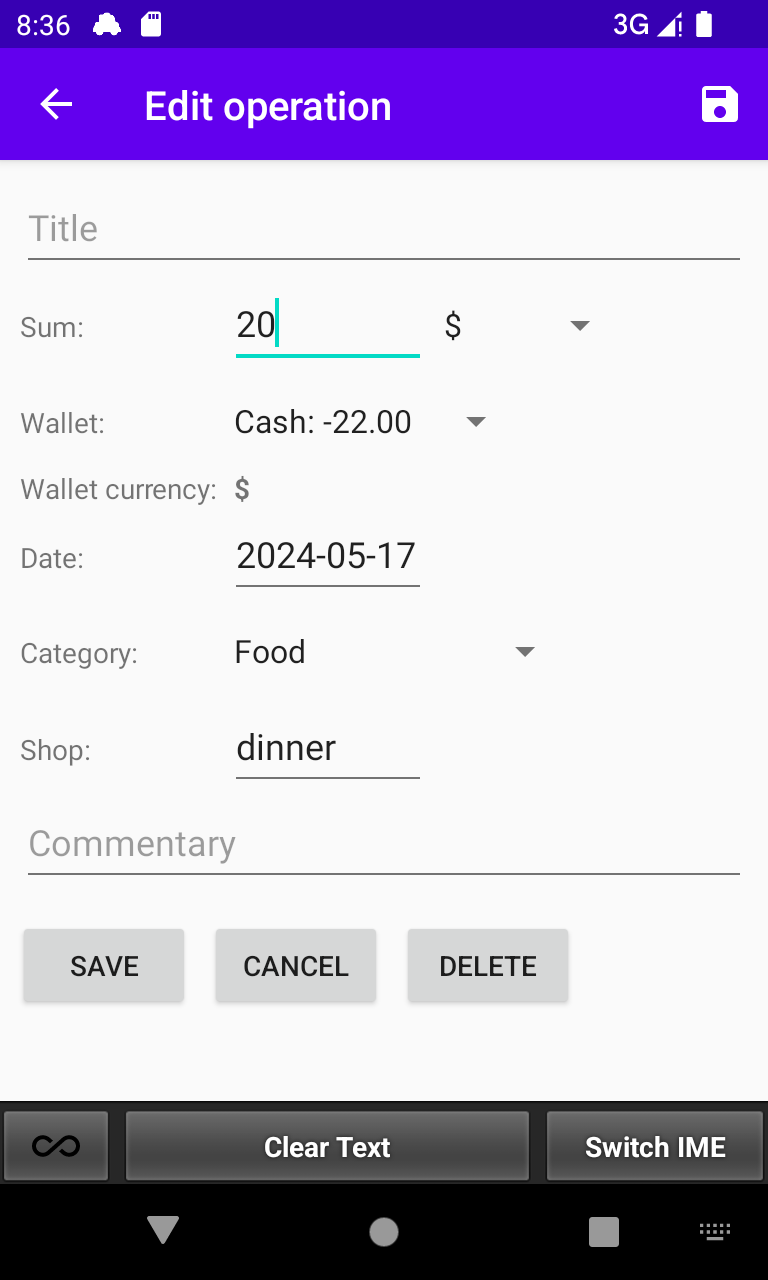 8:36 3G
Edit operation
Title
Sum: 20 $
Wallet: Cash: -22.00
Wallet currency: $
Date: 2024-05-17
Category: Food
Shop: dinner
Commentary
SAVE CANCEL DELETE
Clear Text Switch IME